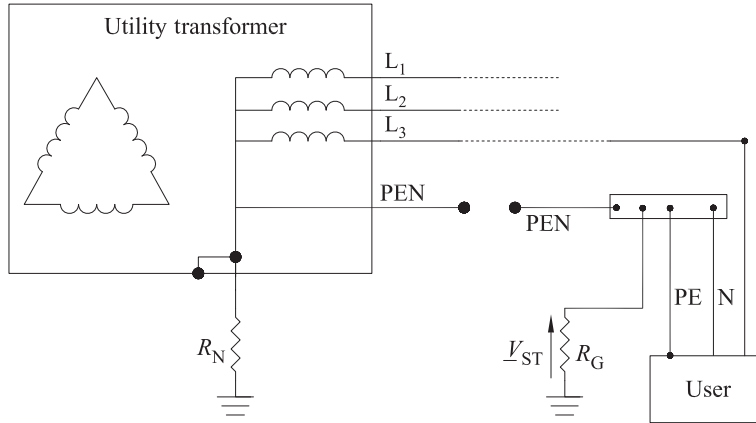 Utility transformer
L1
L2
L3
PEN
PEN
PE N
RN
VST RG
User